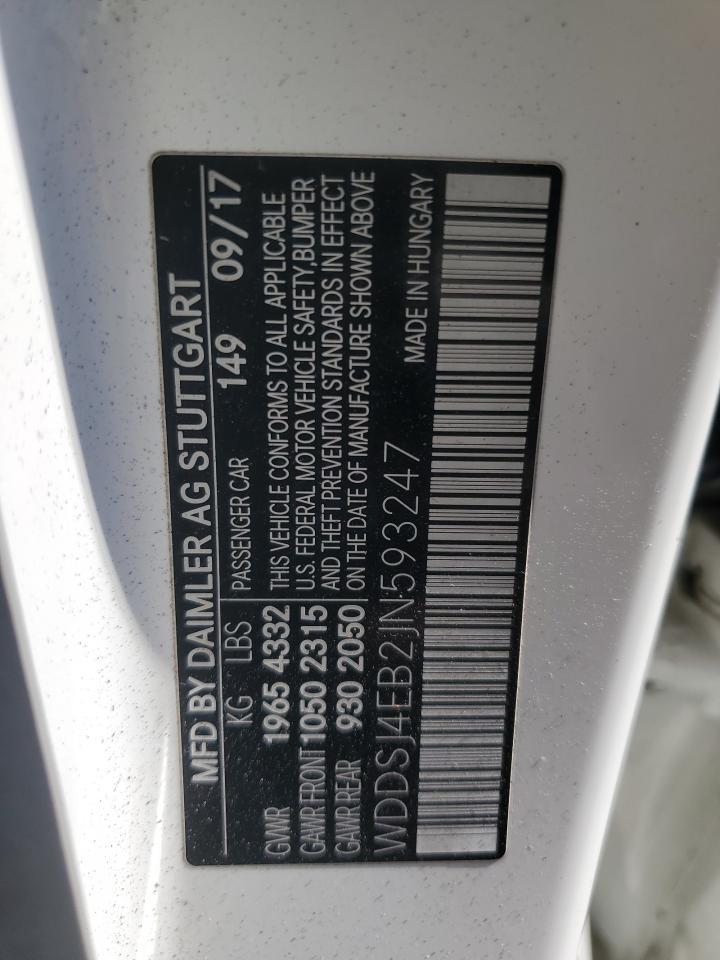 MFD BY DAIMLER AG STUTTGART
KG LBS PASSENGER CAR 149 09/17
GVWR 1965 4332 THIS VEHICLE CONFORMS TO ALL APPLICABLE
GAWR FRONT 1050 2315 U.S. FEDERAL MOTOR VEHICLE SAFETY, BUMPER
AND THEFT PREVENTION STANDARDS IN EFFECT
GAWR REAR 930 2050 ON THE DATE OF MANUFACTURE SHOWN ABOVE
WDDSJ4EB2JN593247 MADE IN HUNGARY